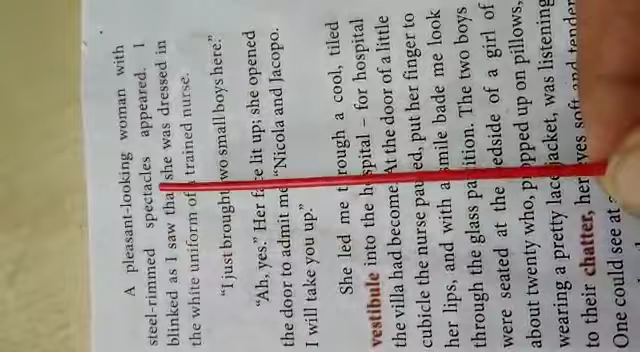 A pleasant-looking woman with
steel-rimmed spectacles appeared. I
blinked as I saw that she was dressed in
the white uniform of a trained nurse.
"I just brought two small boys here."
"Ah, yes." Her face lit up; she opened
the door to admit me. "Nicola and Jacopo.
I will take you up."
She led me through a cool, tiled
vestibule into the hospital – for hospital
the villa had become. At the door of a little
cubicle the nurse paused, put her finger to
her lips, and with a smile bade me look
through the glass partition. The two boys
were seated at the bedside of a girl of
about twenty who, propped up on pillows,
wearing a pretty lace jacket, was listening
to their chatter, her eyes soft and tender.
One could see at a